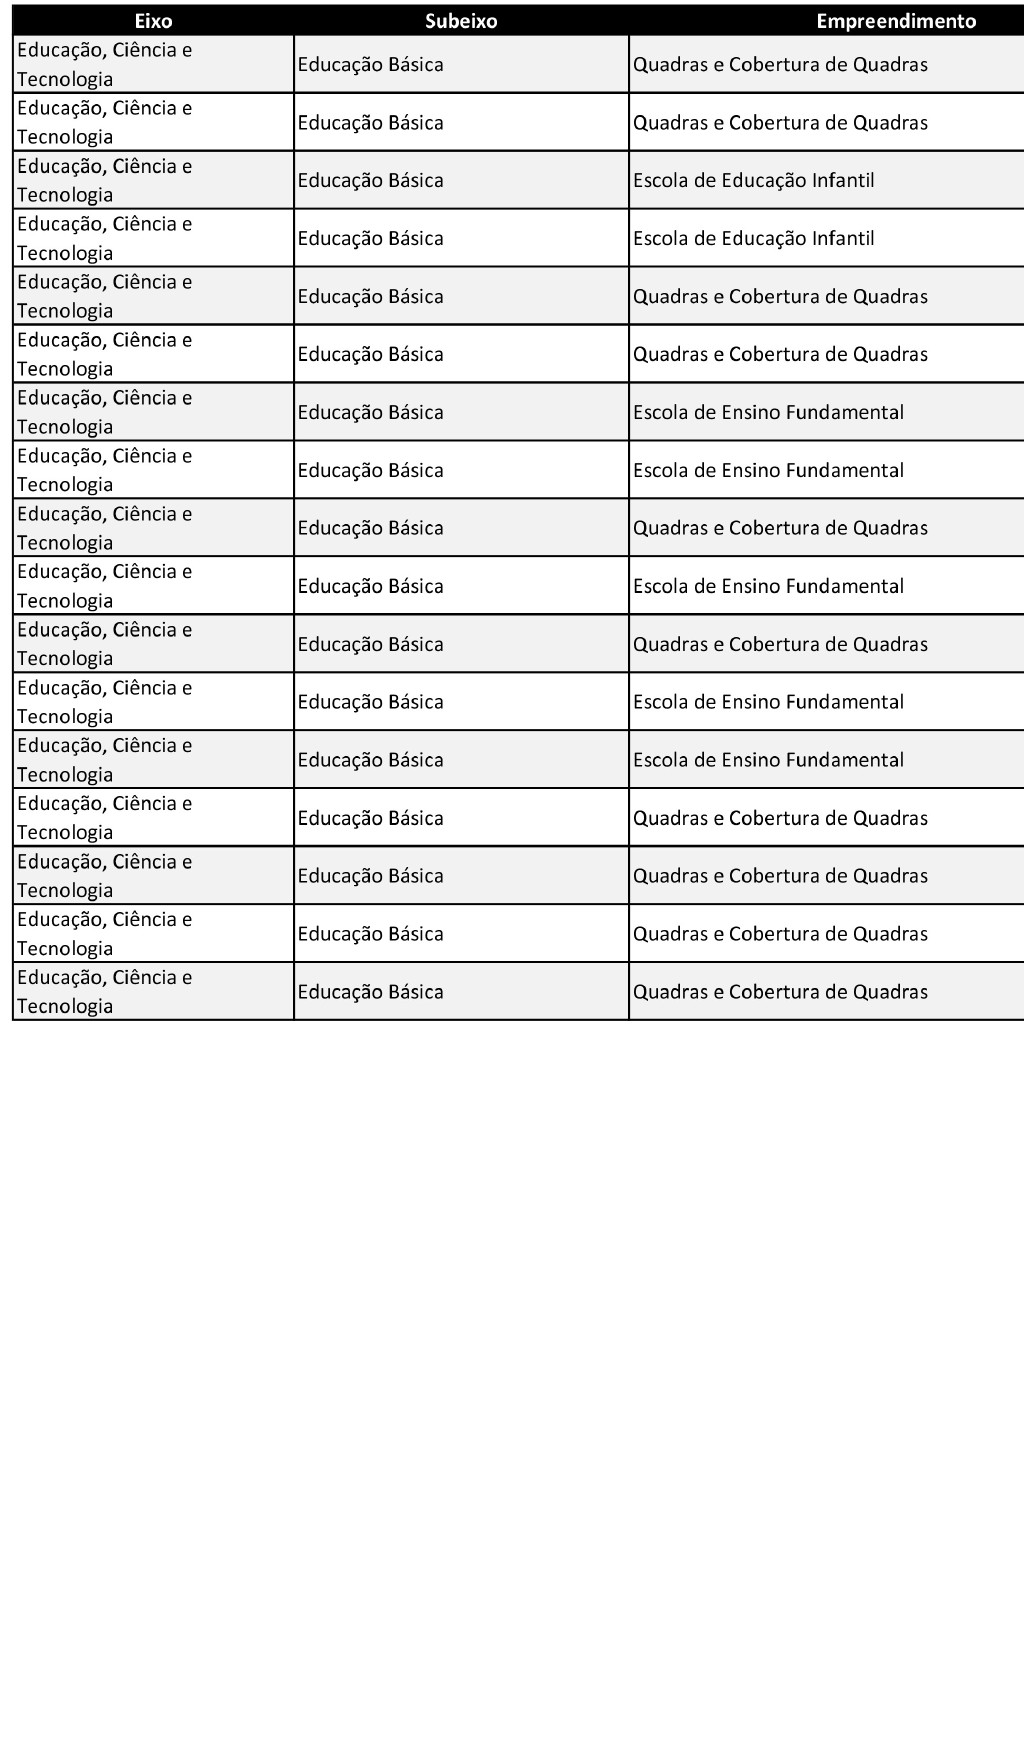 Eixo Subeixo Empreendimento
Educação, Ciência e
Tecnologia
Educação Básica
Quadras e Cobertura de Quadras
Educação, Ciência e
Tecnologia
Educação Básica
Quadras e Cobertura de Quadras
Educação, Ciência e
Tecnologia
Educação Básica
Escola de Educação Infantil
Educação, Ciência e
Tecnologia
Educação Básica
Escola de Educação Infantil
Educação, Ciência e
Tecnologia
Educação Básica
Quadras e Cobertura de Quadras
Educação, Ciência e
Tecnologia
Educação Básica
Quadras e Cobertura de Quadras
Educação, Ciência e
Tecnologia
Educação Básica
Escola de Ensino Fundamental
Educação, Ciência e
Tecnologia
Educação Básica
Escola de Ensino Fundamental
Educação, Ciência e
Tecnologia
Educação Básica
Quadras e Cobertura de Quadras
Educação, Ciência e
Tecnologia
Educação Básica
Escola de Ensino Fundamental
Educação, Ciência e
Tecnologia
Educação Básica
Quadras e Cobertura de Quadras
Educação, Ciência e
Tecnologia
Educação Básica
Escola de Ensino Fundamental
Educação, Ciência e
Tecnologia
Educação Básica
Escola de Ensino Fundamental
Educação, Ciência e
Tecnologia
Educação Básica
Quadras e Cobertura de Quadras
Educação, Ciência e
Tecnologia
Educação Básica
Quadras e Cobertura de Quadras
Educação, Ciência e
Tecnologia
Educação Básica
Quadras e Cobertura de Quadras
Educação, Ciência e
Tecnologia
Educação Básica
Quadras e Cobertura de Quadras